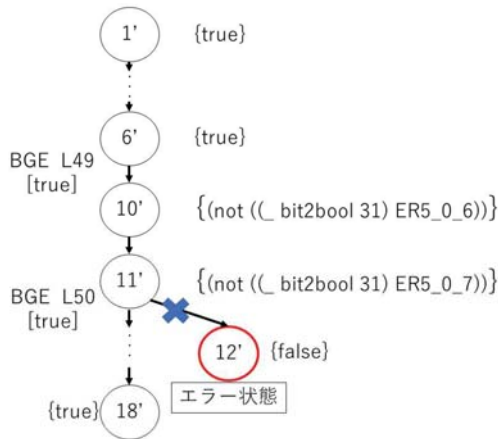 1' {true}
6' {true}
BGE L49
[true]
10' {(not ((_ bit2bool 31) ER5_0_6))}
11' {(not ((_ bit2bool 31) ER5_0_7))}
BGE L50
[true]
12' {false}
エラー状態
{true} 18'